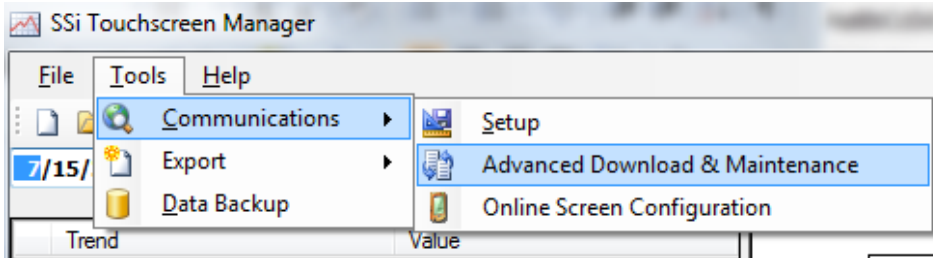 SSi Touchscreen Manager
File Tools Help
Communications Setup
7/15/ Export Advanced Download & Maintenance
Data Backup Online Screen Configuration
Trend Value